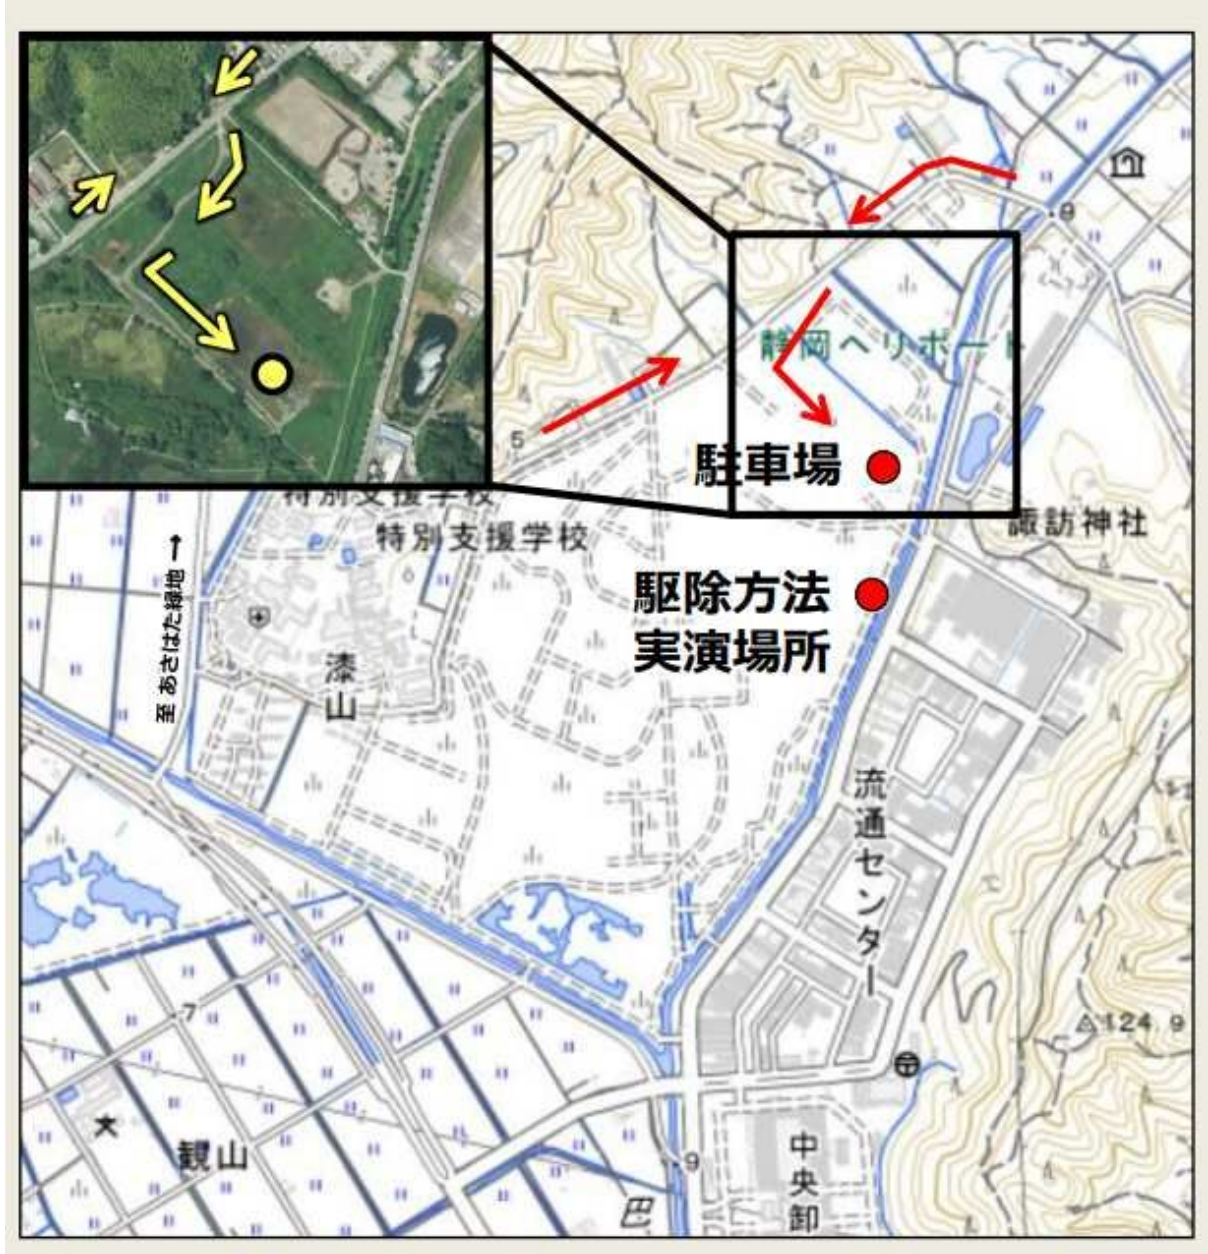 8
静岡ヘリポート
5
駐車場
特別支援学校
特別支援学校
諏訪神社
至 あさはた緑地 →
駆除方法
実演場所
漆山
流通センター
7
124.9
観山
9
中央卸
巴